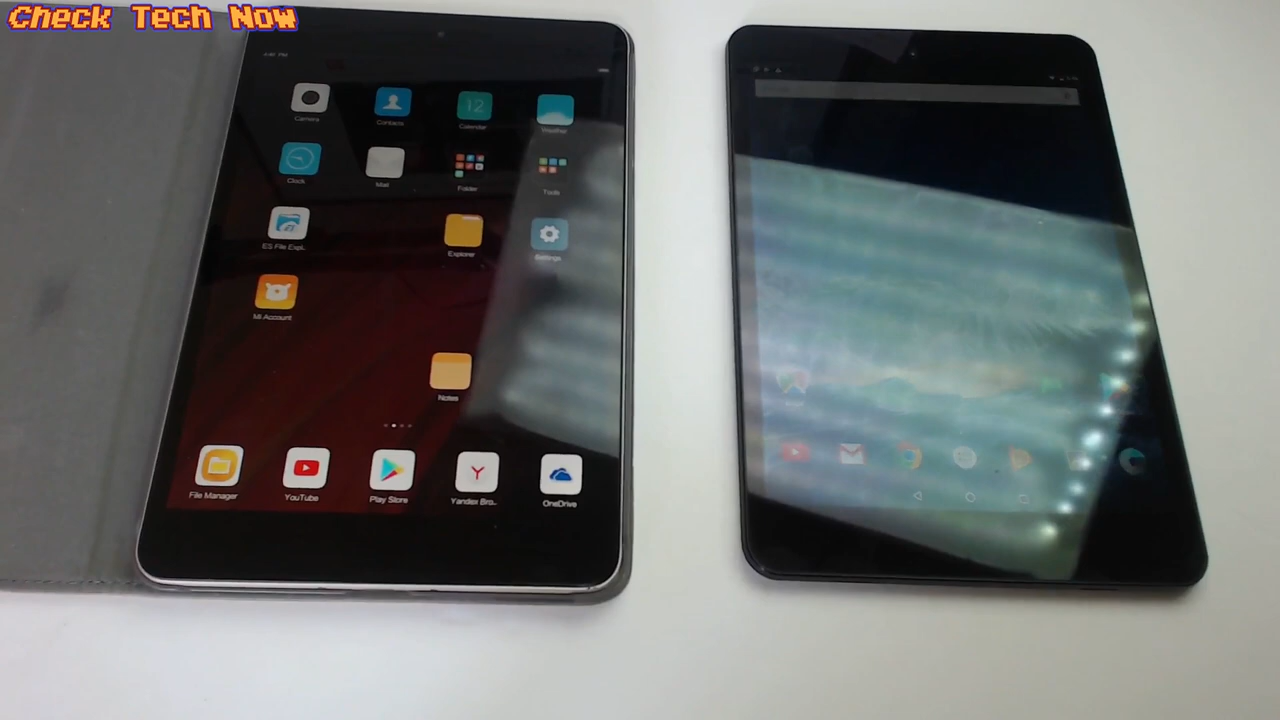 Check Tech Now
Camera
Contacts
Calendar
12
Weather
Clock
Mail
Folder
Tools
ES File Expl..
Explorer
Settings
Mi Account
Notes
File Manager
YouTube
Play Store
Y
Yandex Bro..
OneDrive